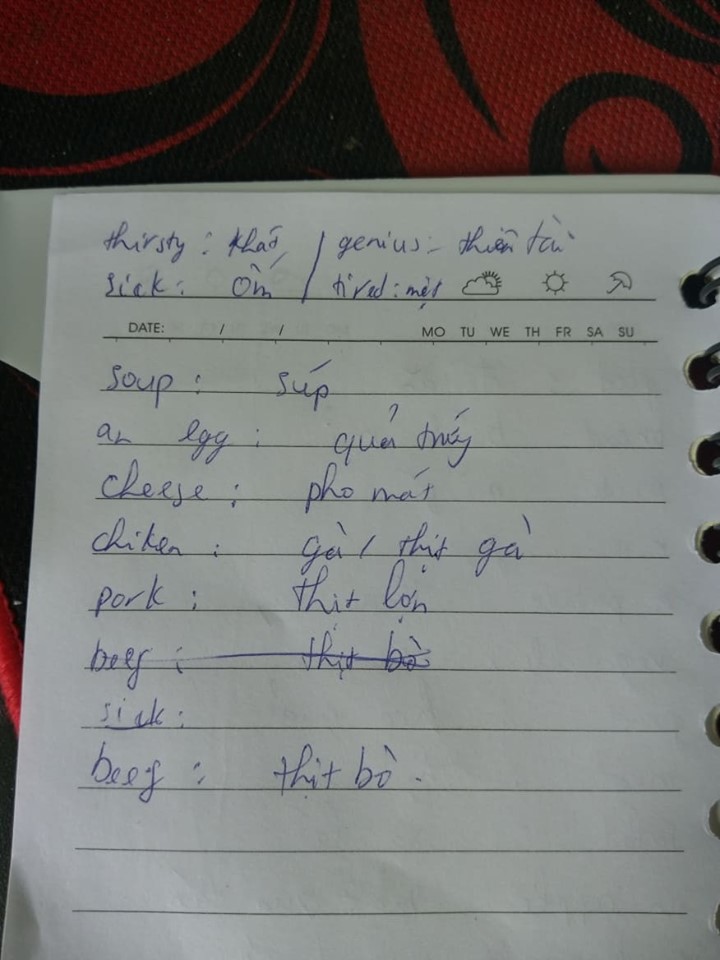 thirsty : khát / genius : thiên tài
sick : ốm / tired : mệt
DATE: / / MO TU WE TH FR SA SU
soup : súp
an egg : quả trứng
cheese : pho mát
chiken : gà / thịt gà
pork : thịt lợn
beef : thịt bò
sick :
beef : thịt bò .